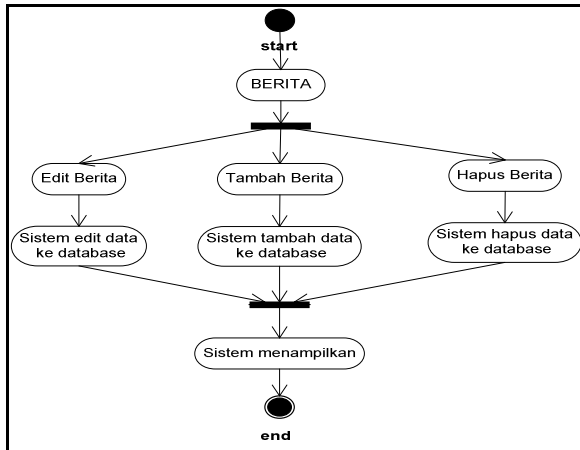 start
BERITA
Edit Berita
Tambah Berita
Hapus Berita
Sistem edit data
ke database
Sistem tambah data
ke database
Sistem hapus data
ke database
Sistem menampilkan
end